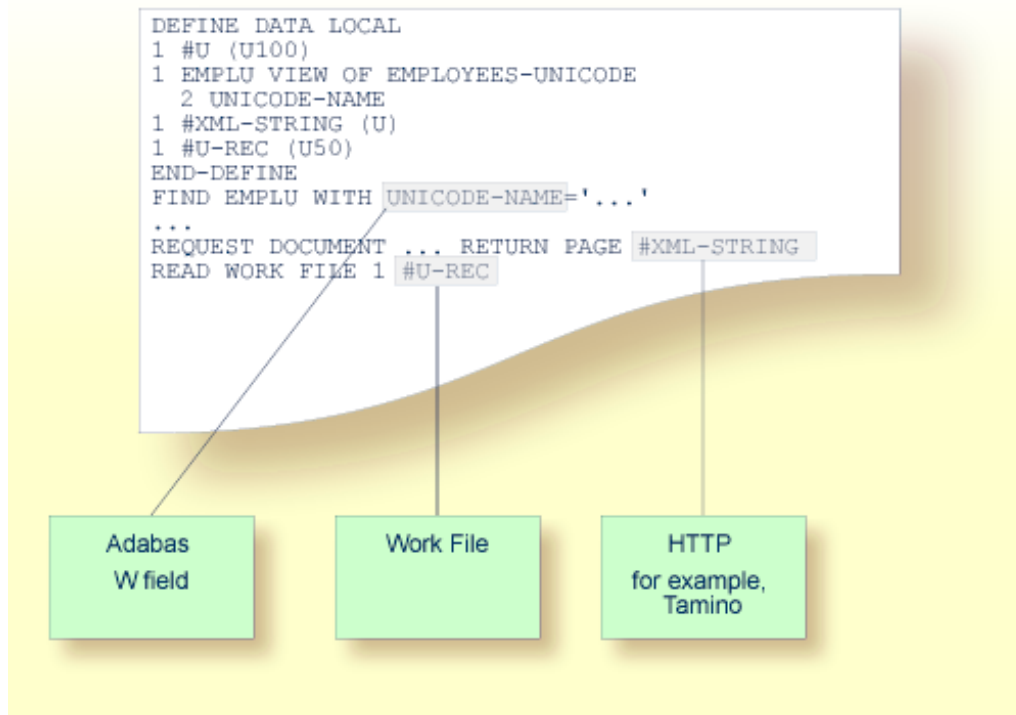 DEFINE DATA LOCAL
1 #U (U100)
1 EMPLU VIEW OF EMPLOYEES-UNICODE
  2 UNICODE-NAME
1 #XML-STRING (U)
1 #U-REC (U50)
END-DEFINE
FIND EMPLU WITH UNICODE-NAME='...'
...
REQUEST DOCUMENT ... RETURN PAGE #XML-STRING
READ WORK FILE 1 #U-REC
Adabas
W field
Work File
HTTP
for example,
Tamino